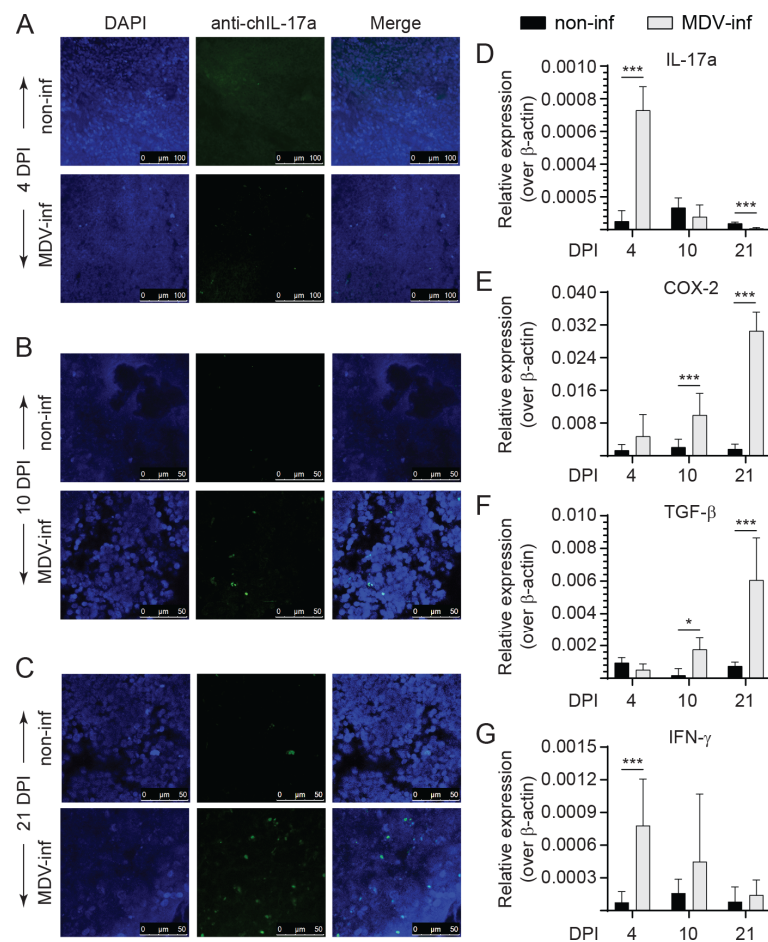 A
DAPI
anti-chIL-17a
Merge
4 DPI
non-inf
MDV-inf
0 µm 100
0 µm 100
0 µm 100
0 µm 100
0 µm 100
0 µm 100
B
10 DPI
non-inf
MDV-inf
0 µm 50
0 µm 50
0 µm 50
0 µm 50
0 µm 50
0 µm 50
C
21 DPI
non-inf
MDV-inf
0 µm 50
0 µm 50
0 µm 50
0 µm 50
0 µm 50
0 µm 50
non-inf
MDV-inf
D
IL-17a
Relative expression
(over β-actin)
0.0010
0.0008
0.0004
0.0005
***
***
DPI
4
10
21
E
COX-2
Relative expression
(over β-actin)
0.040
0.032
0.016
0.008
***
***
DPI
4
10
21
F
TGF-β
Relative expression
(over β-actin)
0.010
0.008
0.006
0.004
0.002
*
***
DPI
4
10
21
G
IFN-γ
Relative expression
(over β-actin)
0.0015
0.0012
0.0009
0.0006
0.0003
***
DPI
4
10
21